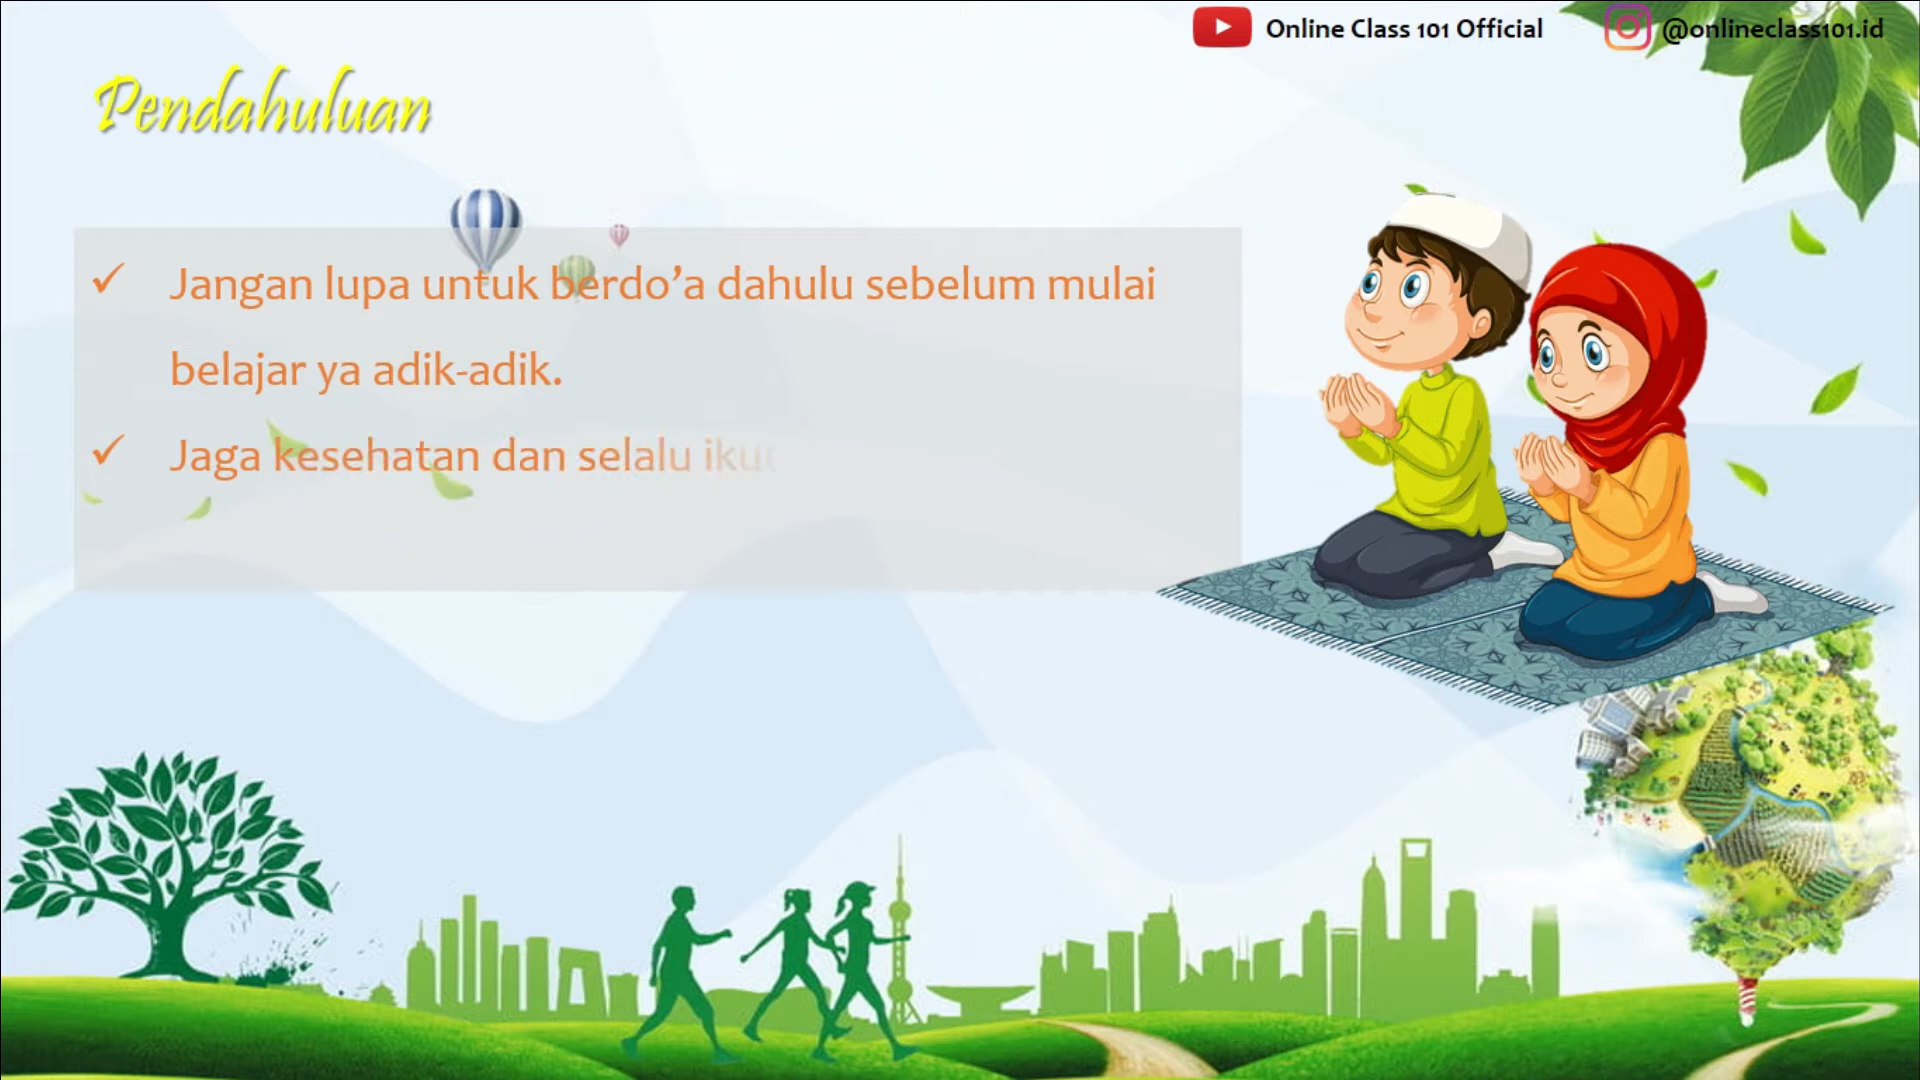 Online Class 101 Official @onlineclass101.id
Pendahuluan
✓ Jangan lupa untuk berdo’a dahulu sebelum mulai
belajar ya adik-adik.
✓ Jaga kesehatan dan selalu